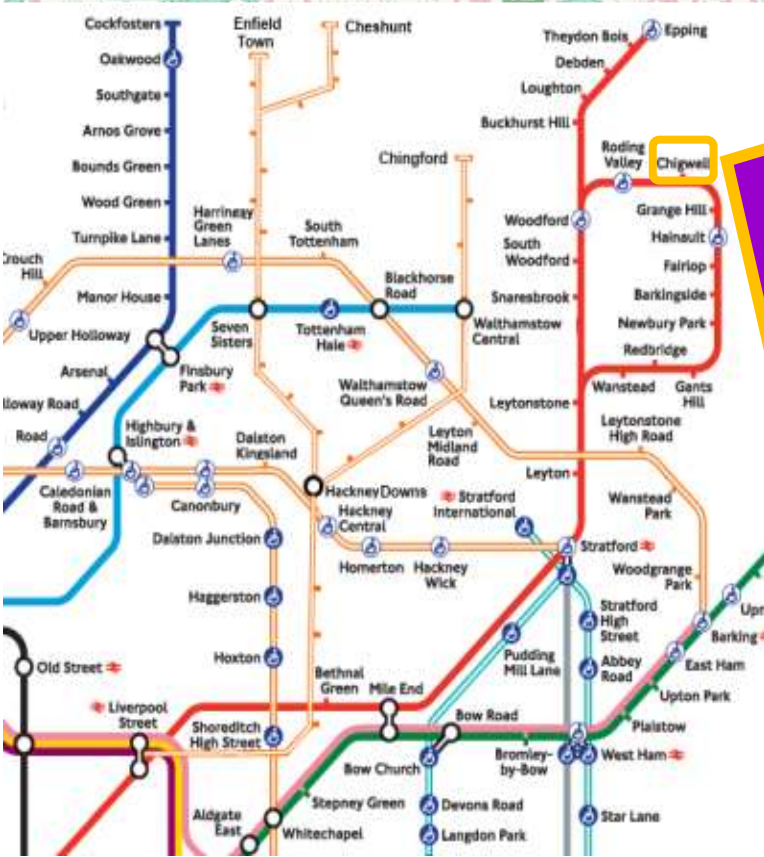 Cockfosters
Oakwood
Southgate
Arnos Grove
Bounds Green
Wood Green
Turnpike Lane
Manor House
Enfield
Town
Cheshunt
Chingford
Theydon Bois
Epping
Debden
Loughton
Buckhurst Hill
Roding
Valley
Chigwell
Grange Hill
Hainault
Fairlop
Barkingside
Newbury Park
Redbridge
Wanstead
Gants
Hill
Woodford
South
Woodford
Snaresbrook
Leytonstone
Leyton
Harringay
Green
Lanes
South
Tottenham
Blackhorse
Road
Crouch
Hill
Upper Holloway
Seven
Sisters
Tottenham
Hale
Walthamstow
Central
Finsbury
Park
Arsenal
lloway Road
Road
Highbury &
Islington
Walthamstow
Queen's Road
Leyton
Midland
Road
Leytonstone
High Road
Wanstead
Park
Woodgrange
Park
Caledonian
Road &
Barnsbury
Canonbury
Dalston
Kingsland
Hackney Downs
Hackney
Central
Homerton
Hackney
Wick
Stratford
International
Stratford
Dalston Junction
Haggerston
Hoxton
Shoreditch
High Street
Old Street
Liverpool
Street
Bethnal
Green
Mile End
Pudding
Mill Lane
Stratford
High
Street
Abbey
Road
Upr
Barking
East Ham
Upton Park
Plaistow
Bow Road
Bow Church
Bromley-
by-Bow
West Ham
Devons Road
Langdon Park
Star Lane
Aldgate
East
Stepney Green
Whitechapel